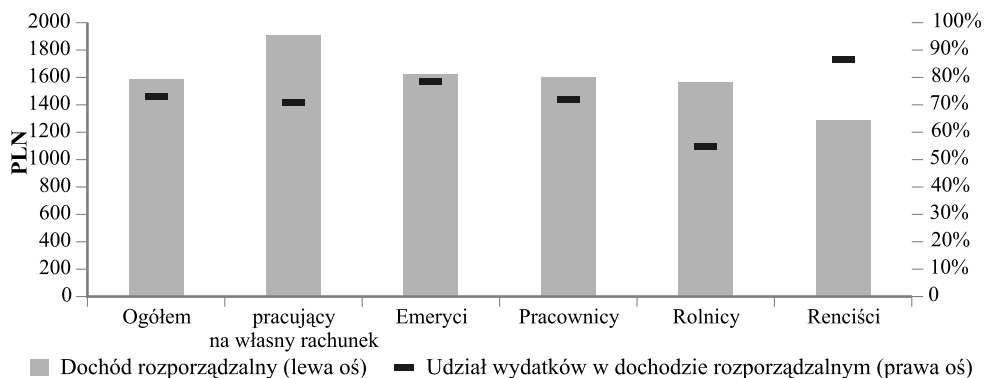 2000
1800
1600
1400
1200
1000
800
600
400
200
0
PLN
100%
90%
80%
70%
60%
50%
40%
30%
20%
10%
0
Ogółem
pracujący
na własny rachunek
Emeryci
Pracownicy
Rolnicy
Renciści
Dochód rozporządzalny (lewa oś)
Udział wydatków w dochodzie rozporządzalnym (prawa oś)